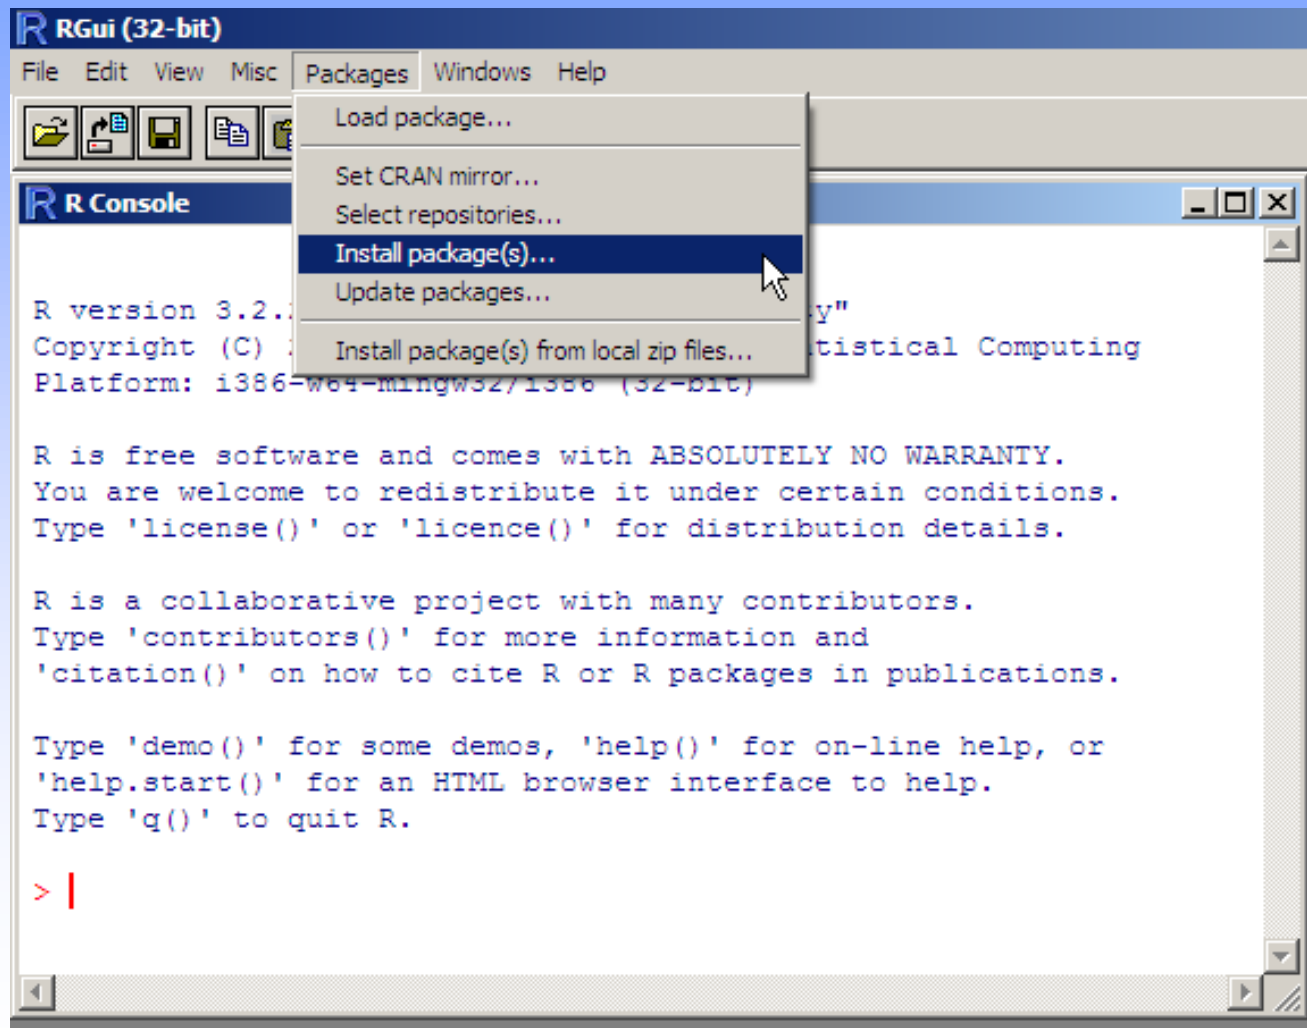 RGui (32-bit)
File Edit View Misc Packages Windows Help
Load package...
Set CRAN mirror...
Select repositories...
Install package(s)...
Update packages...
Install package(s) from local zip files...
R Console
R version 3.2. y"
Copyright (C) tistical Computing
Platform: i386-w64-mingw32/i386 (32-bit)
R is free software and comes with ABSOLUTELY NO WARRANTY.
You are welcome to redistribute it under certain conditions.
Type 'license()' or 'licence()' for distribution details.
R is a collaborative project with many contributors.
Type 'contributors()' for more information and
'citation()' on how to cite R or R packages in publications.
Type 'demo()' for some demos, 'help()' for on-line help, or
'help.start()' for an HTML browser interface to help.
Type 'q()' to quit R.
>